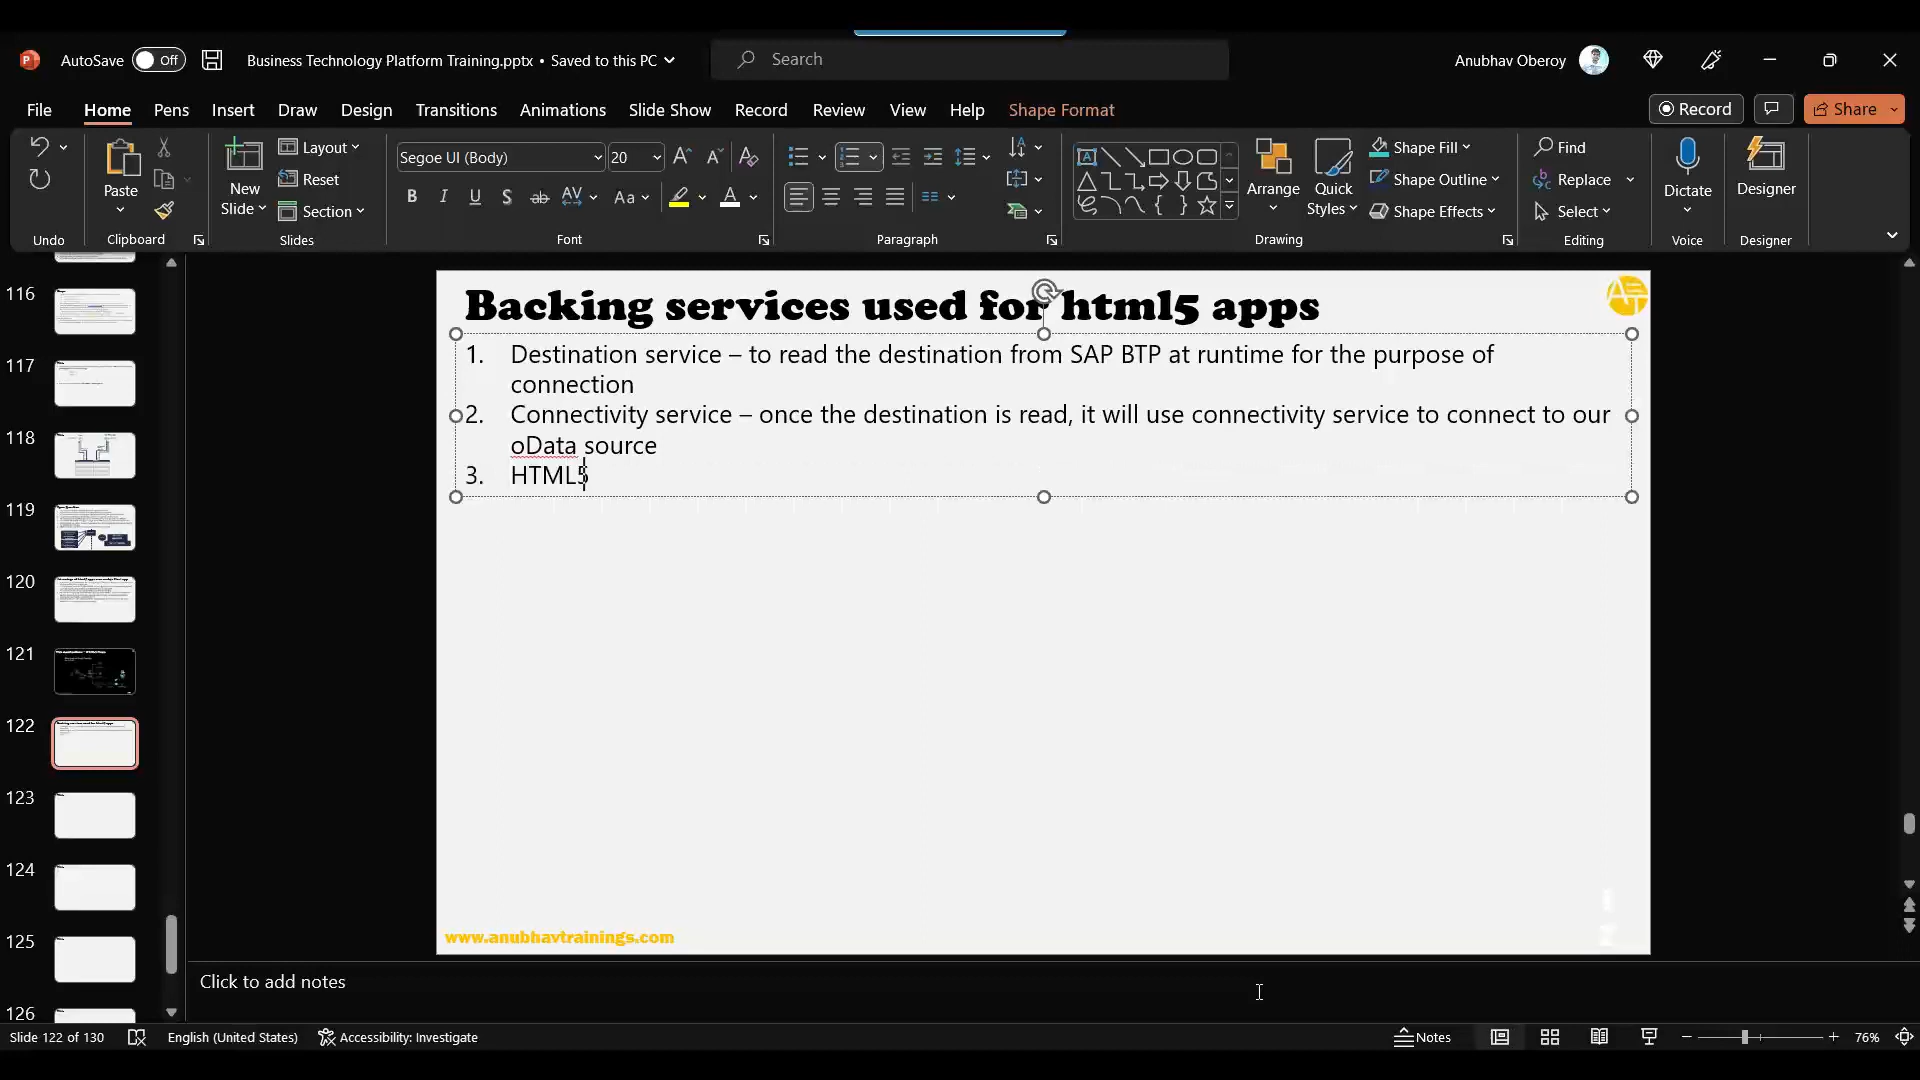 AutoSave Off Business Technology Platform Training.pptx • Saved to this PC Search Anubhav Oberoy
File Home Pens Insert Draw Design Transitions Animations Slide Show Record Review View Help Shape Format Record Share
Paste
New Slide
Layout
Reset
Section
Segoe UI (Body) 20
Arrange
Quick Styles
Shape Fill
Shape Outline
Shape Effects
Find
Replace
Select
Dictate
Designer
Undo Clipboard Slides Font Paragraph Drawing Editing Voice Designer
116
117
118
119
120
121
122
123
124
125
126
Backing services used for html5 apps
1. Destination service – to read the destination from SAP BTP at runtime for the purpose of
connection
2. Connectivity service – once the destination is read, it will use connectivity service to connect to our
oData source
3. HTML5
www.anubhavtrainings.com
Click to add notes
Slide 122 of 130 English (United States) Accessibility: Investigate Notes 76%